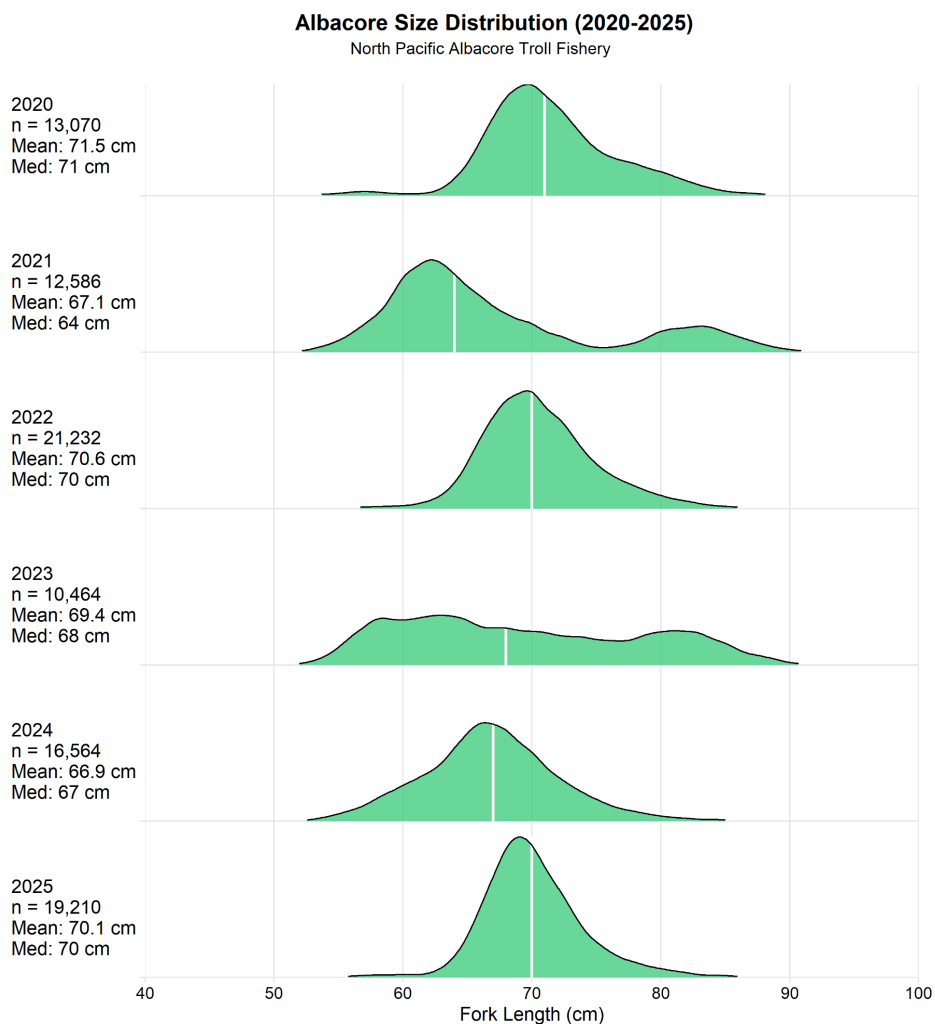 Albacore Size Distribution (2020-2025)
North Pacific Albacore Troll Fishery
2020
n = 13,070
Mean: 71.5 cm
Med: 71 cm
2021
n = 12,586
Mean: 67.1 cm
Med: 64 cm
2022
n = 21,232
Mean: 70.6 cm
Med: 70 cm
2023
n = 10,464
Mean: 69.4 cm
Med: 68 cm
2024
n = 16,564
Mean: 66.9 cm
Med: 67 cm
2025
n = 19,210
Mean: 70.1 cm
Med: 70 cm
40 50 60 70 80 90 100
Fork Length (cm)